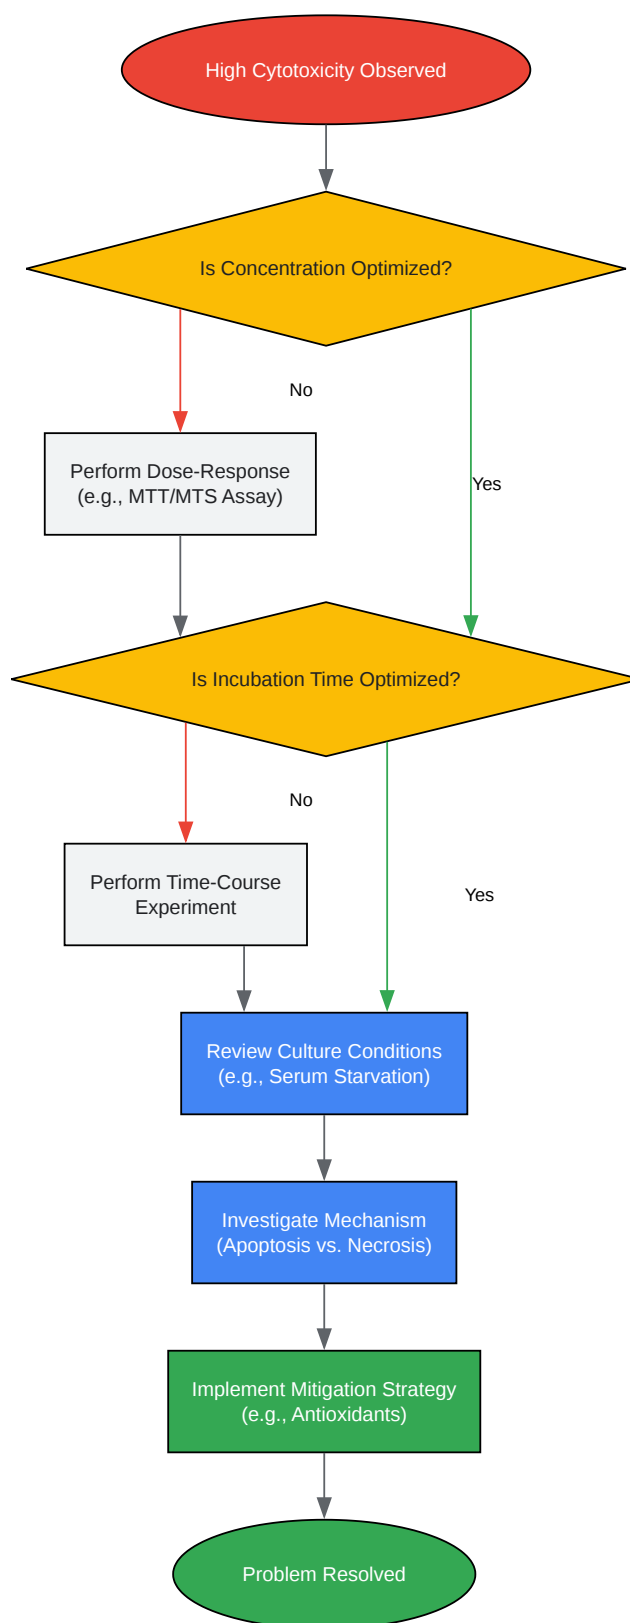 High Cytotoxicity Observed
Is Concentration Optimized?
No
Perform Dose-Response
(e.g., MTT/MTS Assay)
Yes
Is Incubation Time Optimized?
No
Perform Time-Course
Experiment
Yes
Review Culture Conditions
(e.g., Serum Starvation)
Investigate Mechanism
(Apoptosis vs. Necrosis)
Implement Mitigation Strategy
(e.g., Antioxidants)
Problem Resolved